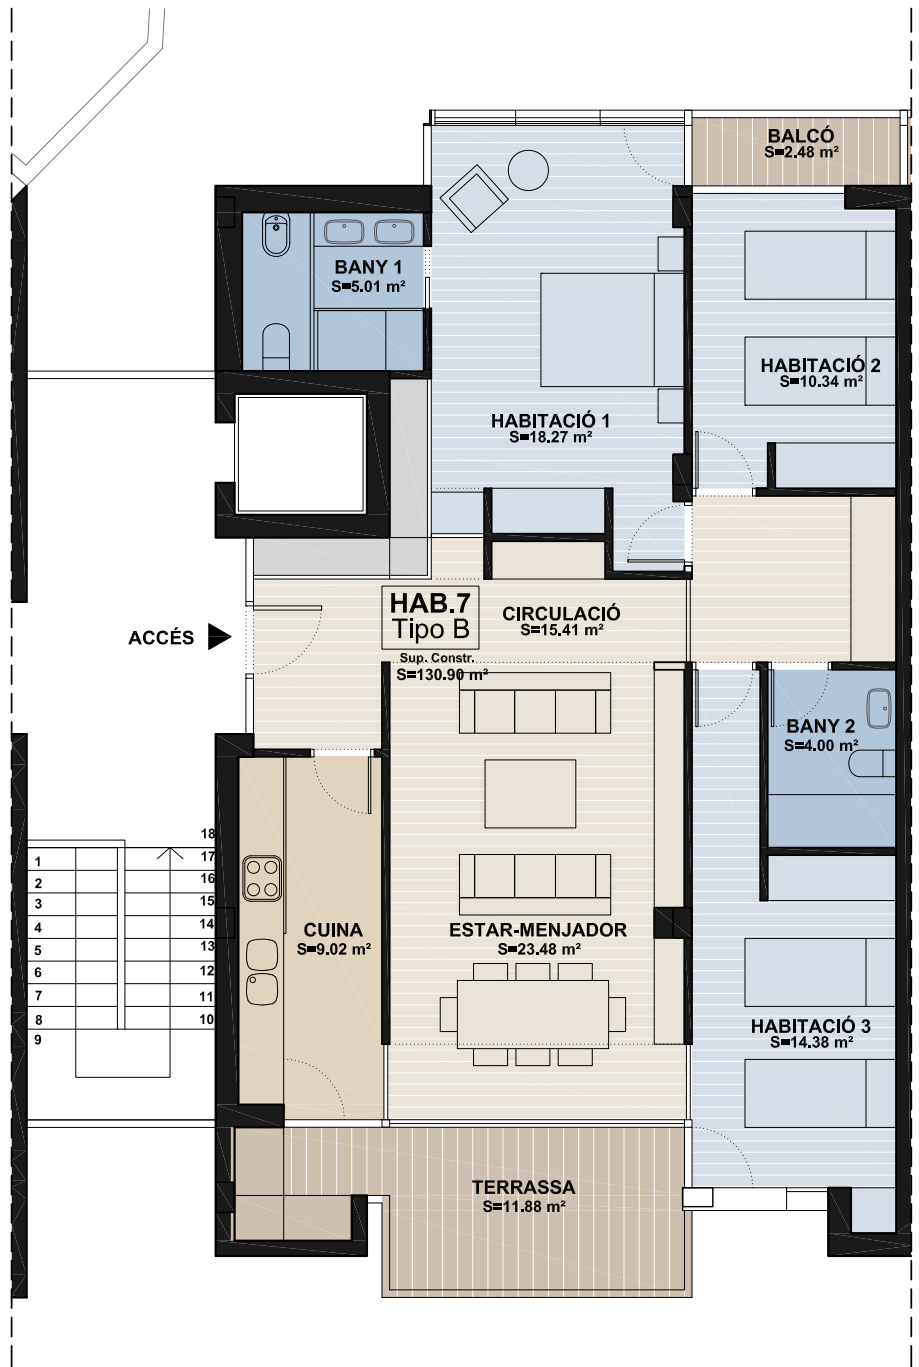 BALCÓ
S=2.48 m²
BANY 1
S=5.01 m²
HABITACIÓ 2
S=10.34 m²
HABITACIÓ 1
S=18.27 m²
HAB.7
Tipo B
Sup. Constr.
S=130.90 m²
CIRCULACIÓ
S=15.41 m²
ACCÉS
BANY 2
S=4.00 m²
CUINA
S=9.02 m²
ESTAR-MENJADOR
S=23.48 m²
HABITACIÓ 3
S=14.38 m²
TERRASSA
S=11.88 m²
1
2
3
4
5
6
7
8
9
18
17
16
15
14
13
12
11
10